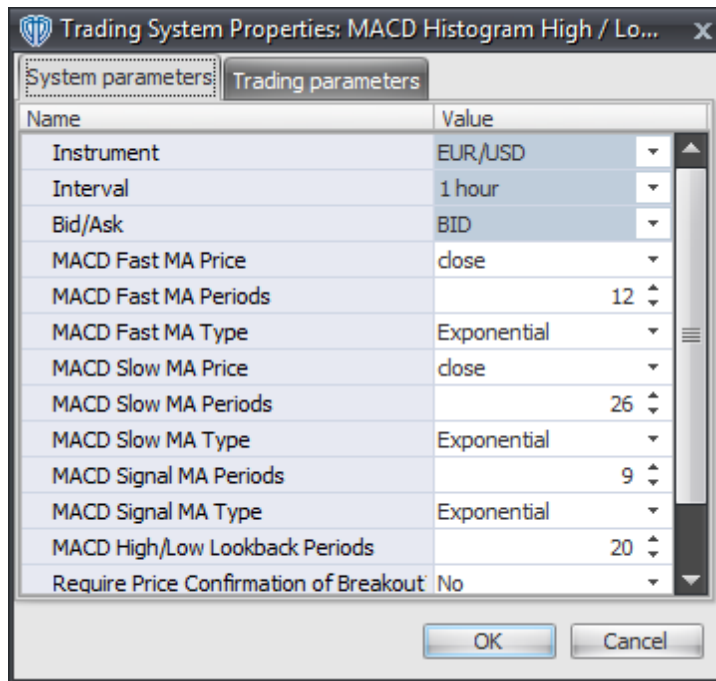 Trading System Properties: MACD Histogram High / Lo...
System parameters Trading parameters
Name Value
Instrument EUR/USD
Interval 1 hour
Bid/Ask BID
MACD Fast MA Price close
MACD Fast MA Periods 12
MACD Fast MA Type Exponential
MACD Slow MA Price close
MACD Slow MA Periods 26
MACD Slow MA Type Exponential
MACD Signal MA Periods 9
MACD Signal MA Type Exponential
MACD High/Low Lookback Periods 20
Require Price Confirmation of Breakout No
OK Cancel